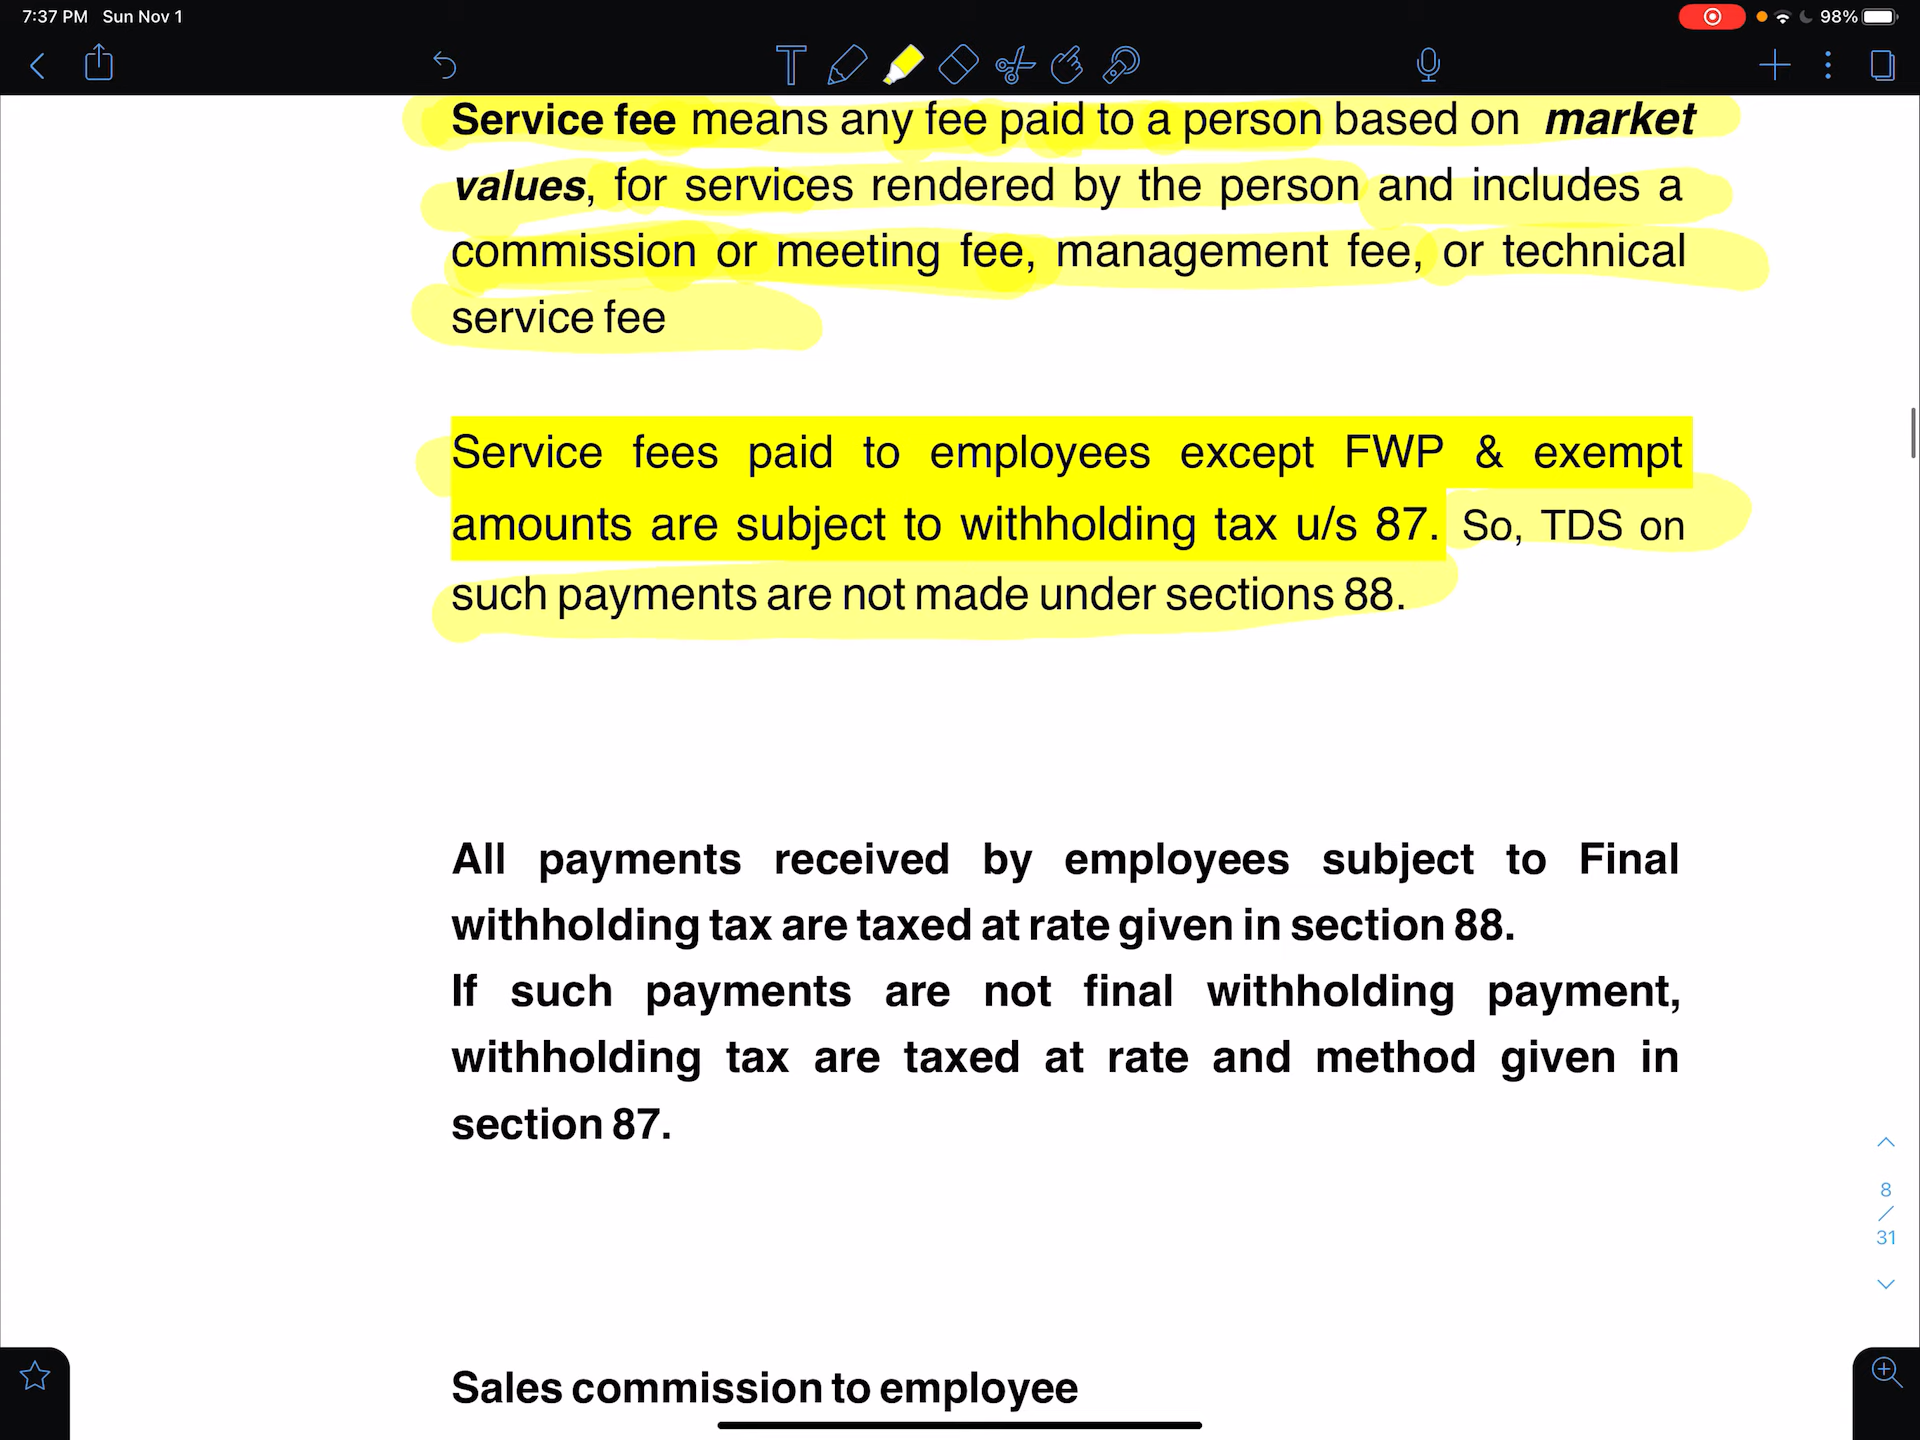 7:37 PM Sun Nov 1
98%
Service fee means any fee paid to a person based on market
values, for services rendered by the person and includes a
commission or meeting fee, management fee, or technical
service fee
Service fees paid to employees except FWP & exempt
amounts are subject to withholding tax u/s 87. So, TDS on
such payments are not made under sections 88.
All payments received by employees subject to Final
withholding tax are taxed at rate given in section 88.
If such payments are not final withholding payment,
withholding tax are taxed at rate and method given in
section 87.
8
/
31
Sales commission to employee